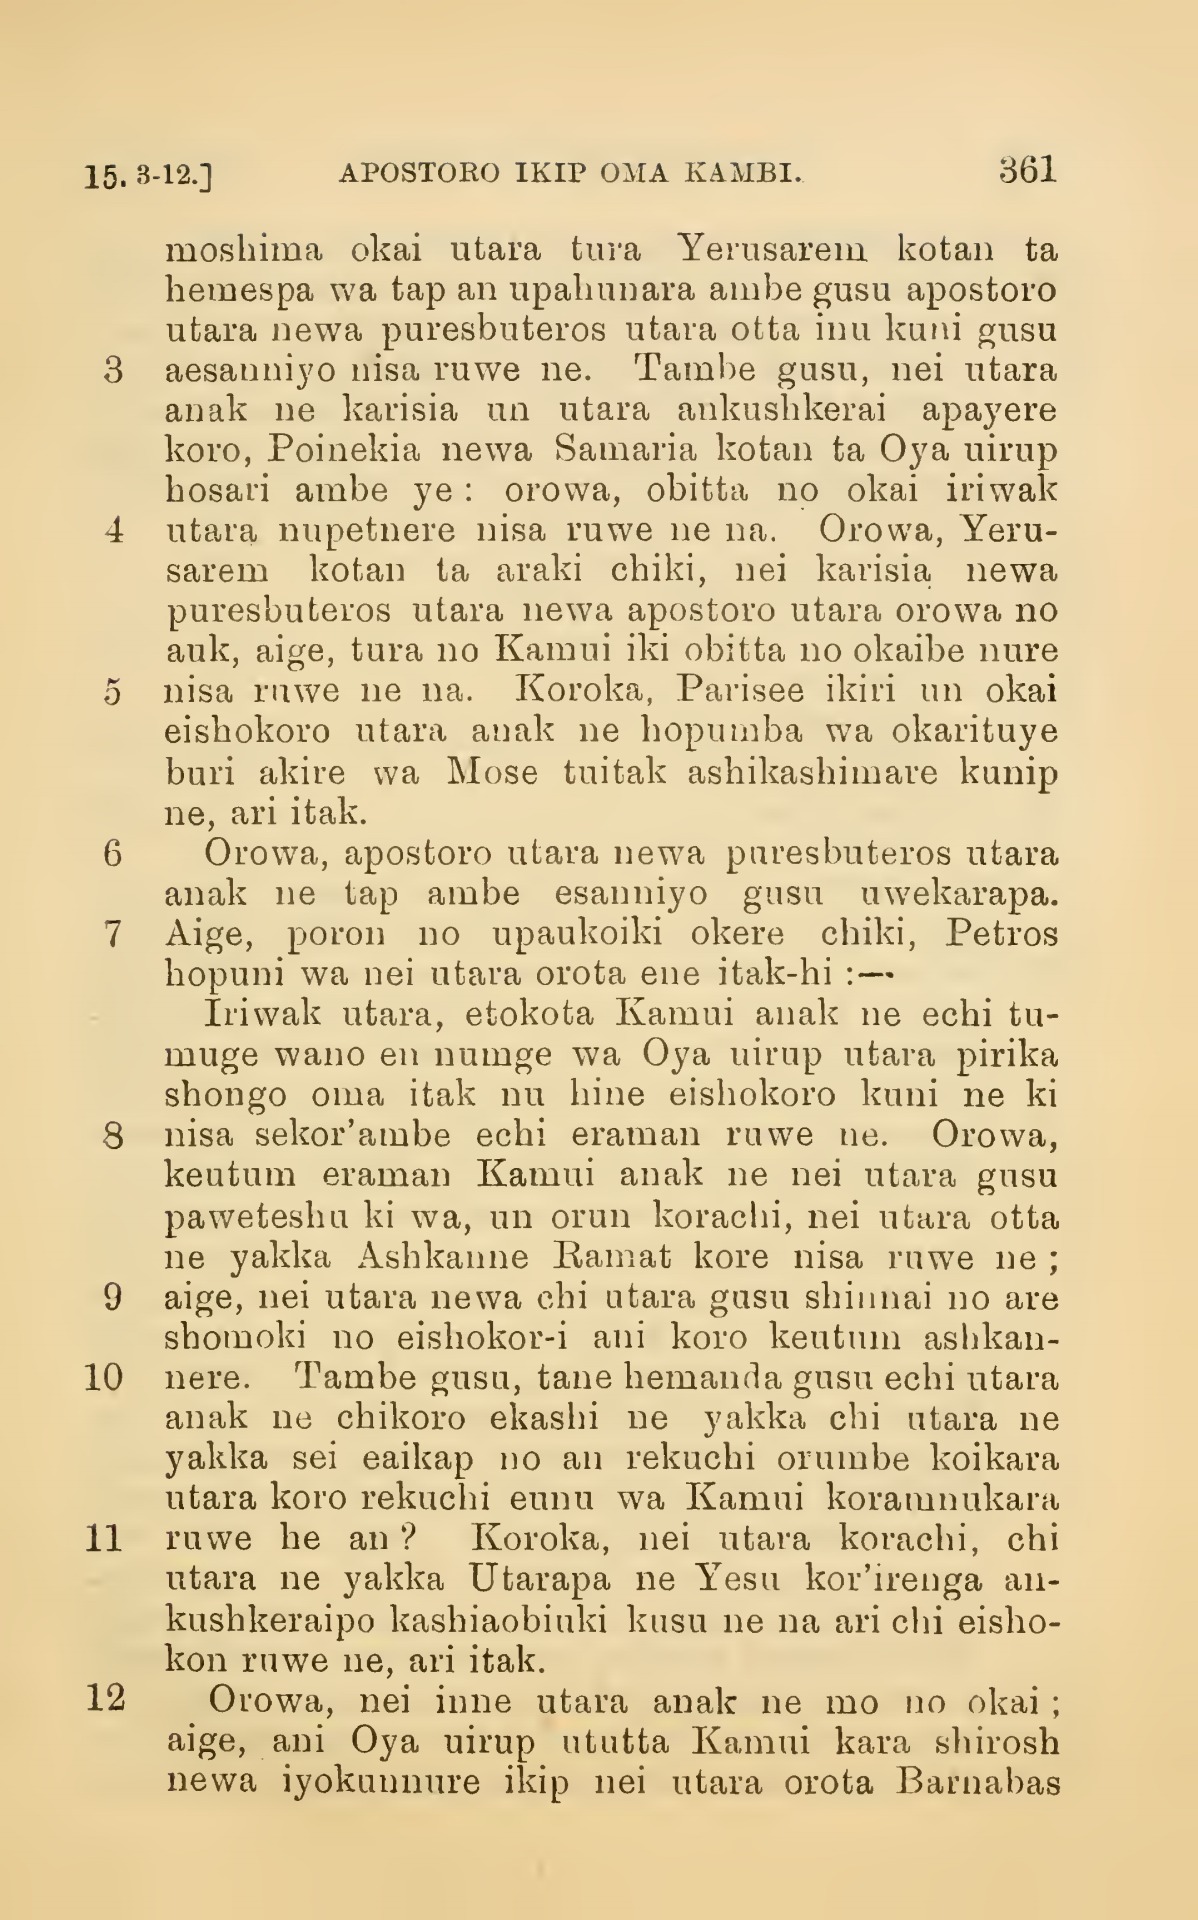 15. 3-12.] APOSTORO IKIP OMA KAMBI. 361
moshima okai utara tura Yerusarem kotan ta
hemespa wa tap an upahunara ambe gusu apostoro
utara newa puresbuteros utara otta inu kuni gusu
3 aesanniyo nisa ruwe ne. Tambe gusu, nei utara
anak ne karisia un utara ankushkerai apayere
koro, Poinekia newa Samaria kotan ta Oya uirup
hosari ambe ye : orowa, obitta no okai iriwak
4 utara nupetnere nisa ruwe ne na. Orowa, Yeru-
sarem kotan ta araki chiki, nei karisia newa
puresbuteros utara newa apostoro utara orowa no
auk, aige, tura no Kamui iki obitta no okaibe nure
5 nisa ruwe ne na. Koroka, Parisee ikiri un okai
eishokoro utara anak ne hopumba wa okarituye
buri akire wa Mose tuitak ashikashimare kunip
ne, ari itak.
6 Orowa, apostoro utara newa puresbuteros utara
anak ne tap ambe esanniyo gusu uwekarapa.
7 Aige, poron no upaukoiki okere chiki, Petros
hopuni wa nei utara orota ene itak-hi :—
Iriwak utara, etokota Kamui anak ne echi tu-
muge wano en numge wa Oya uirup utara pirika
shongo oma itak nu hine eishokoro kuni ne ki
8 nisa sekor'ambe echi eraman ruwe ne. Orowa,
keutum eraman Kamui anak ne nei utara gusu
paweteshu ki wa, un orun korachi, nei utara otta
ne yakka Ashkanne Ramat kore nisa ruwe ne ;
9 aige, nei utara newa chi utara gusu shinnai no are
shomoki no eishokor-i ani koro keutum ashkan-
10 nere. Tambe gusu, tane hemanda gusu echi utara
anak ne chikoro ekashi ne yakka chi utara ne
yakka sei eaikap no an rekuchi orumbe koikara
utara koro rekuchi eunu wa Kamui koramnukara
11 ruwe he an ? Koroka, nei utara korachi, chi
utara ne yakka Utarapa ne Yesu kor'irenga an-
kushkeraipo kashiaobiuki kusu ne na ari chi eisho-
kon ruwe ne, ari itak.
12 Orowa, nei inne utara anak ne mo no okai ;
aige, ani Oya uirup ututta Kamui kara shirosh
newa iyokunnure ikip nei utara orota Barnabas